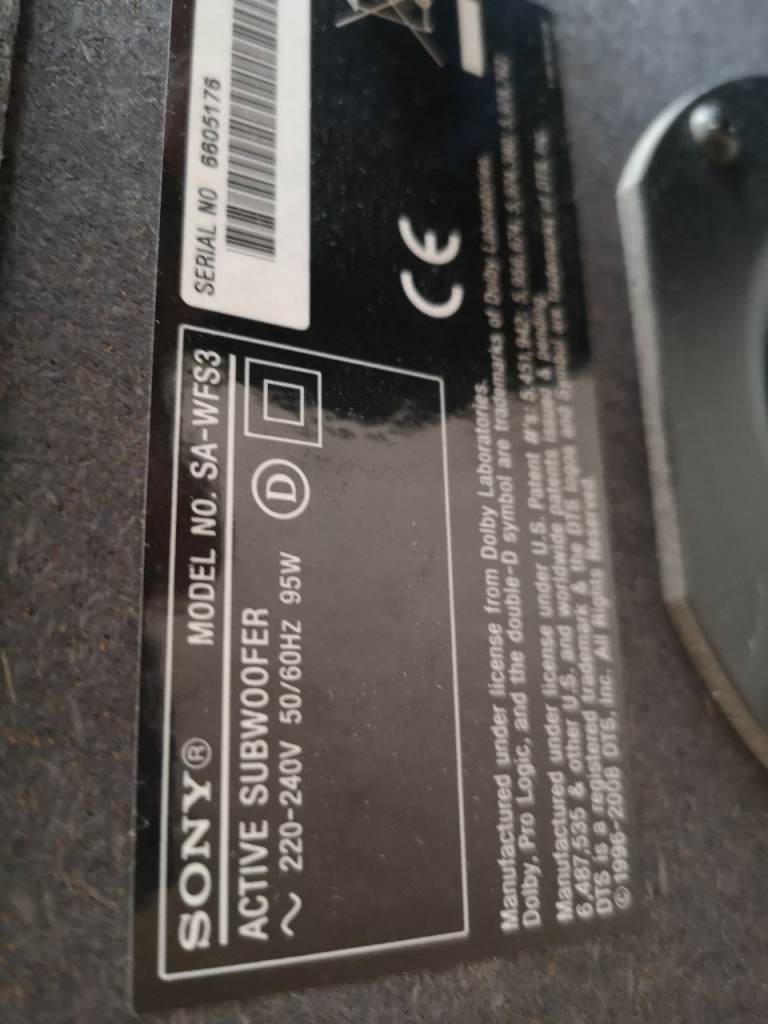 SONY® MODEL NO. SA-WFS3
ACTIVE SUBWOOFER
~ 220-240V 50/60HZ 95W
D
SERIAL NO 6605176
CE
Manufactured under license from Dolby Laboratories.
Dolby, Pro Logic, and the double-D symbol are trademarks of Dolby Laboratories.
Manufactured under license under U.S. Patent #'s: 5,451,942;
6,487,535 & other U.S. and worldwide patents issued & pending.
DTS is a registered trademark & the DTS logos and Symbol are trademarks of DTS, Inc.
©1996-2008 DTS, Inc. All Rights Reserved.